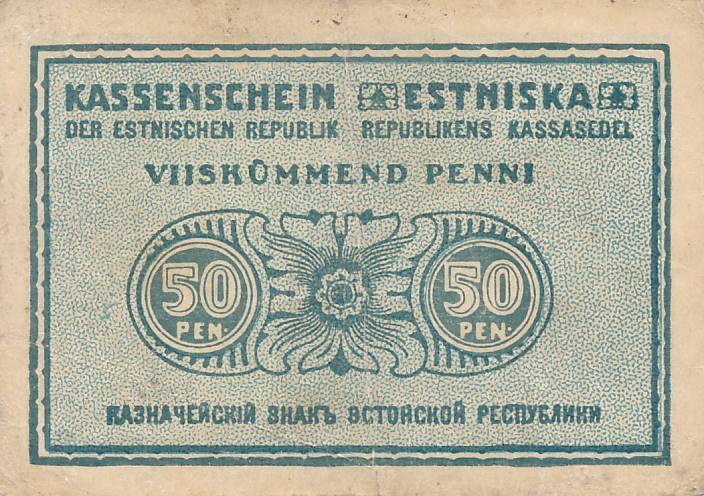 KASSENSCHEIN ESTNISKA
DER ESTNISCHEN REPUBLIK REPUBLIKENS KASSASEDEL
VIISKÜMMEND PENNI
50 50
PEN. PEN.
КАЗНАЧЕЙСКІЙ ЗНАКЪ ЭСТОНСКОЙ РЕСПУБЛИКИ